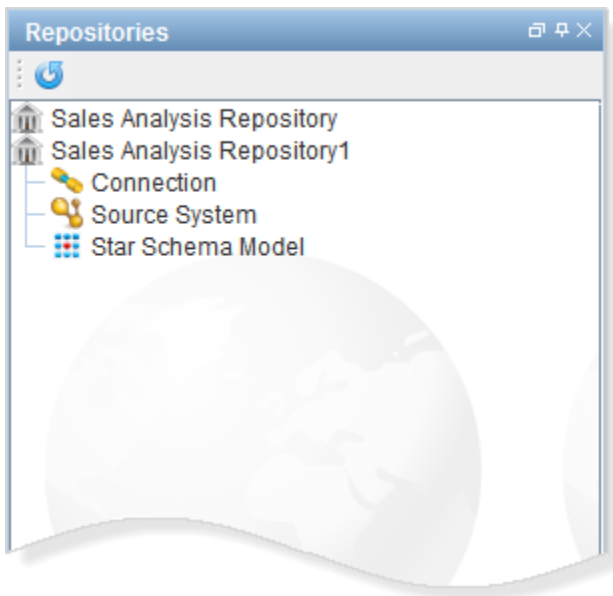 Repositories
Sales Analysis Repository
Sales Analysis Repository1
Connection
Source System
Star Schema Model